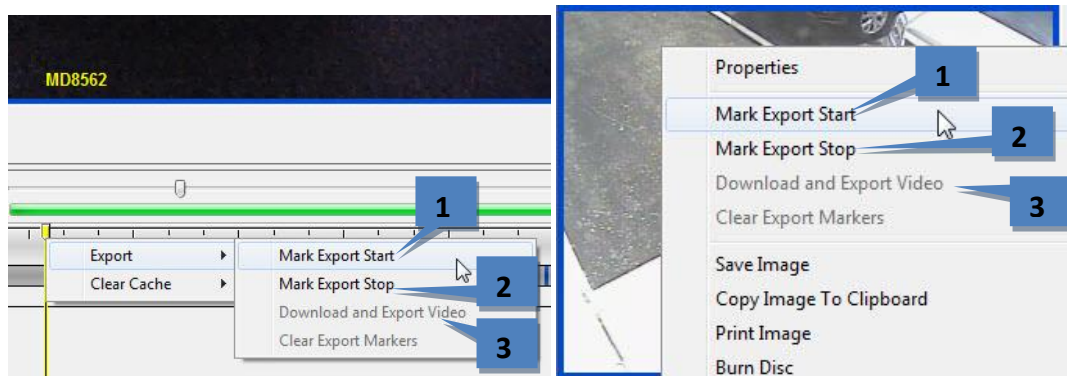 MD8562
1
Export
Mark Export Start
Clear Cache
Mark Export Stop
2
Download and Export Video
Clear Export Markers
3
Properties
1
Mark Export Start
Mark Export Stop
2
Download and Export Video
3
Clear Export Markers
Save Image
Copy Image To Clipboard
Print Image
Burn Disc